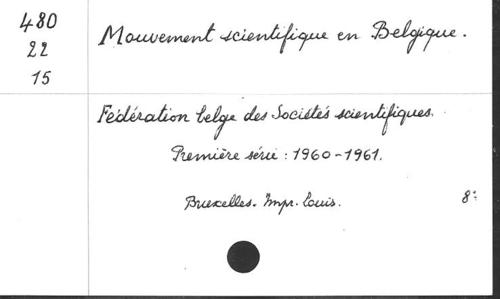 480
22
15
Mouvement scientifique en Belgique.
Fédération belge des Sociétés scientifiques.
Première série : 1960-1961.
Bruxelles. Impr. Louis.
8°